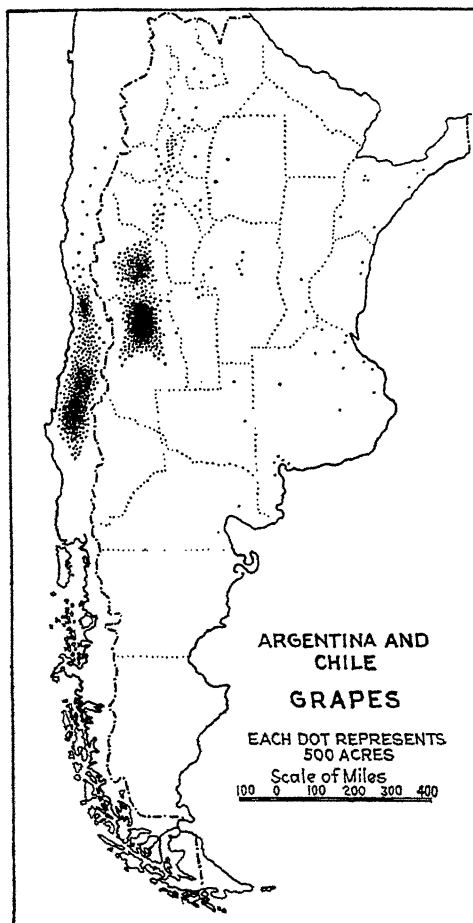 ARGENTINA AND
CHILE
GRAPES
EACH DOT REPRESENTS
500 ACRES
Scale of Miles
100 0 100 200 300 400